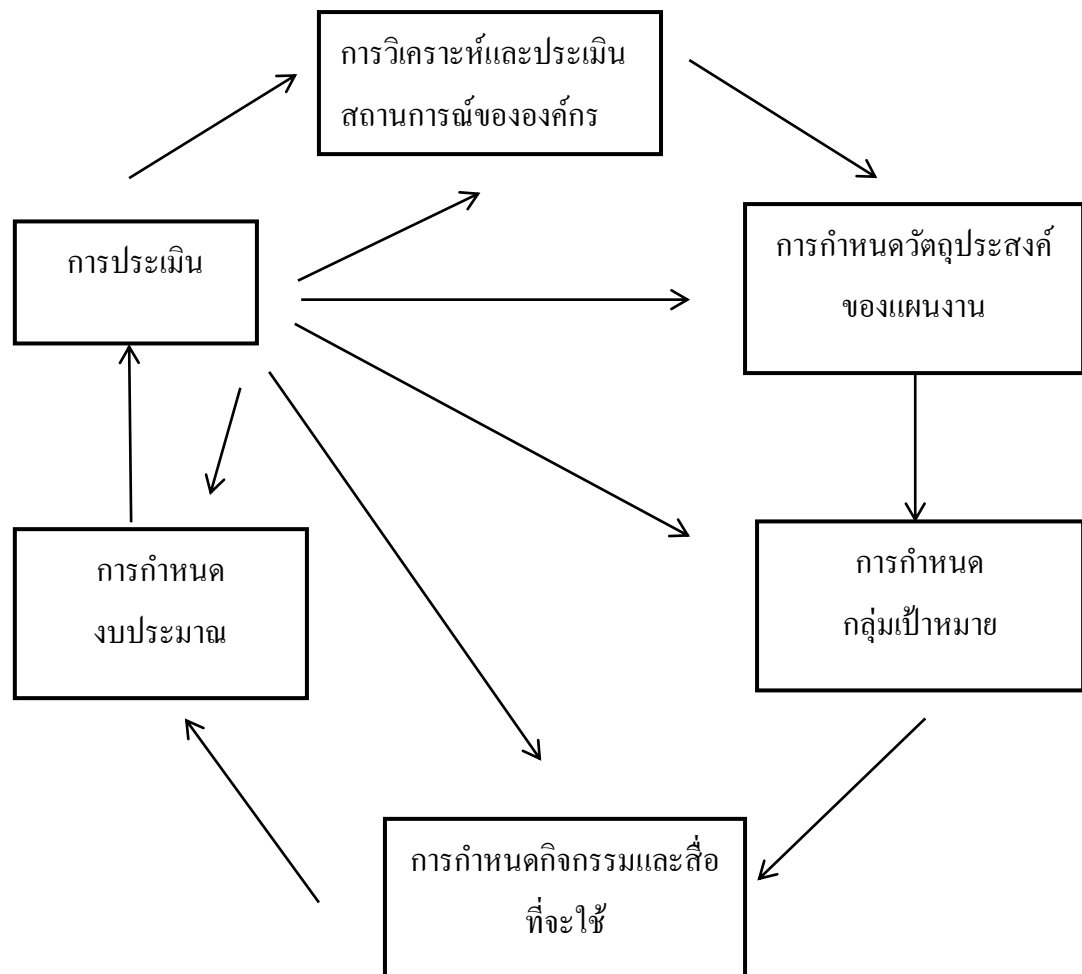 การวิเคราะห์และประเมิน
สถานการณ์ขององค์กร
การประเมิน
การกำหนดวัตถุประสงค์
ของแผนงาน
การกำหนด
งบประมาณ
การกำหนด
กลุ่มเป้าหมาย
การกำหนดกิจกรรมและสื่อ
ที่จะใช้